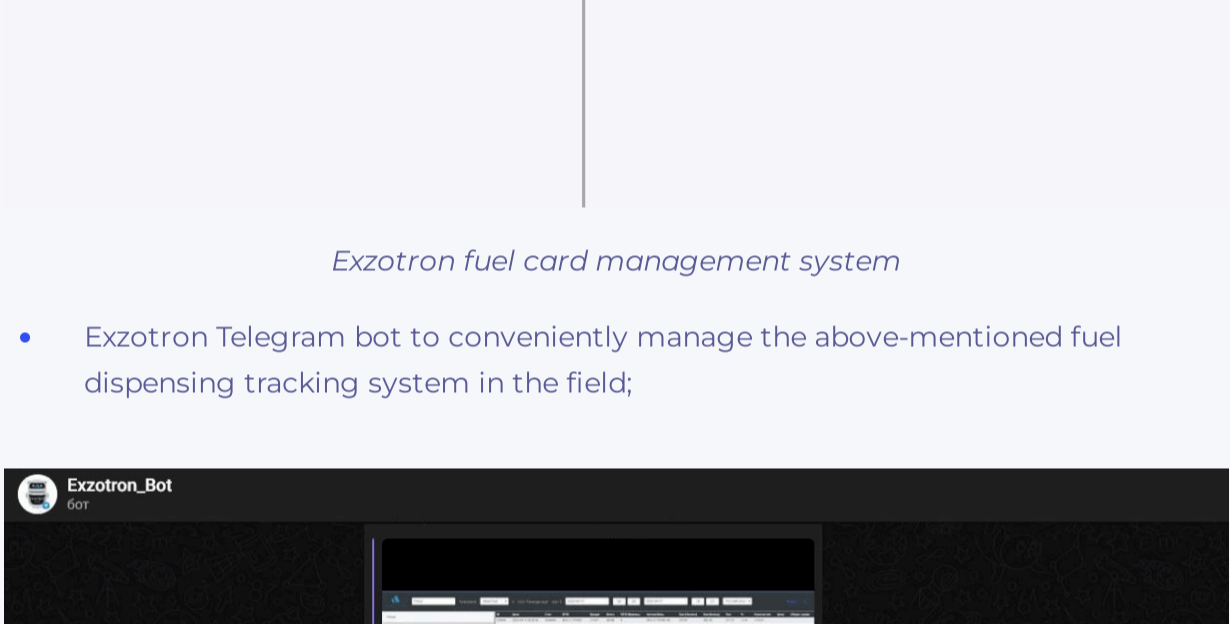 Exzotron fuel card management system
Exzotron Telegram bot to conveniently manage the above-mentioned fuel
dispensing tracking system in the field;
Exzotron_Bot
бот